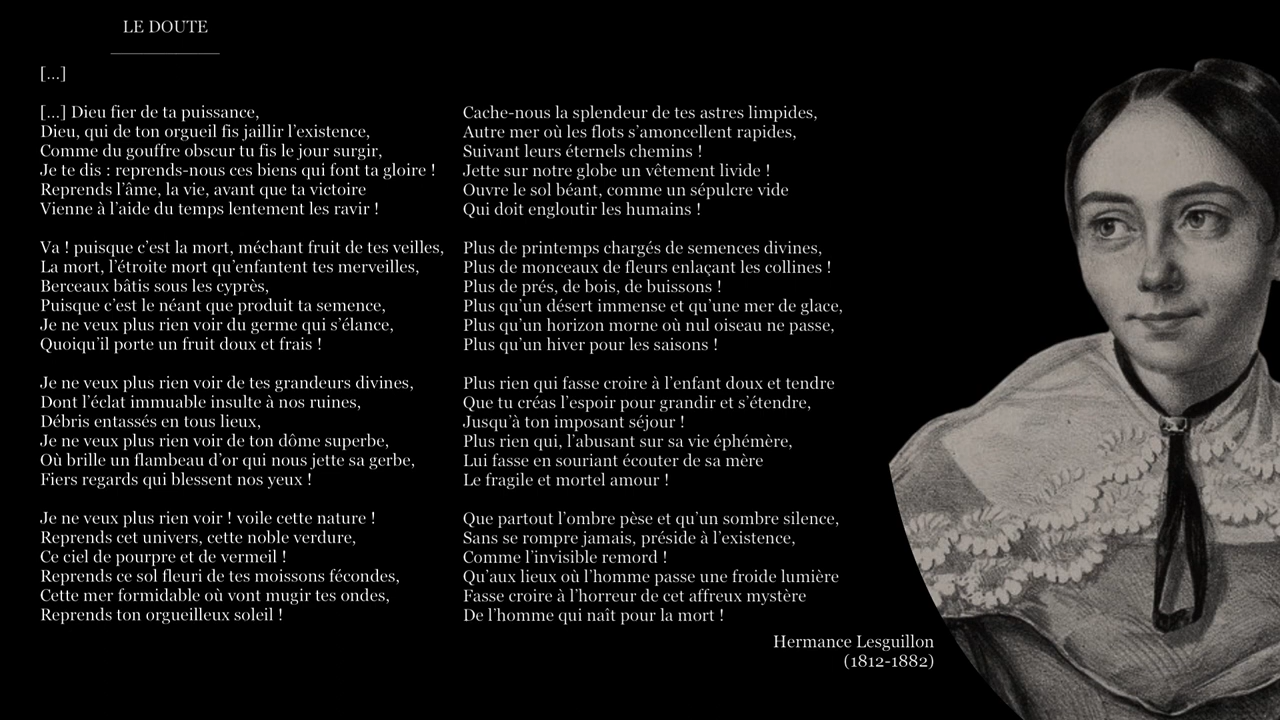 LE DOUTE
[...]
[...] Dieu fier de ta puissance,
Dieu, qui de ton orgueil fis jaillir l'existence,
Comme du gouffre obscur tu fis le jour surgir,
Je te dis : reprends-nous ces biens qui font ta gloire !
Reprends l'âme, la vie, avant que ta victoire
Vienne à l'aide du temps lentement les ravir !
Va ! puisque c'est la mort, méchant fruit de tes veilles,
La mort, l'étroite mort qu'enfantent tes merveilles,
Berceaux bâtis sous les cyprès,
Puisque c'est le néant que produit ta semence,
Je ne veux plus rien voir du germe qui s'élance,
Quoiqu'il porte un fruit doux et frais !
Je ne veux plus rien voir de tes grandeurs divines,
Dont l'éclat immuable insulte à nos ruines,
Débris entassés en tous lieux,
Je ne veux plus rien voir de ton dôme superbe,
Où brille un flambeau d'or qui nous jette sa gerbe,
Fiers regards qui blessent nos yeux !
Je ne veux plus rien voir ! voile cette nature !
Reprends cet univers, cette noble verdure,
Ce ciel de pourpre et de vermeil !
Reprends ce sol fleuri de tes moissons fécondes,
Cette mer formidable où vont mugir tes ondes,
Reprends ton orgueilleux soleil !
Cache-nous la splendeur de tes astres limpides,
Autre mer où les flots s'amoncellent rapides,
Suivant leurs éternels chemins !
Jette sur notre globe un vêtement livide !
Ouvre le sol béant, comme un sépulcre vide
Qui doit engloutir les humains !
Plus de printemps chargés de semences divines,
Plus de monceaux de fleurs enlaçant les collines !
Plus de prés, de bois, de buissons !
Plus qu'un désert immense et qu'une mer de glace,
Plus qu'un horizon morne où nul oiseau ne passe,
Plus qu'un hiver pour les saisons !
Plus rien qui fasse croire à l'enfant doux et tendre
Que tu créas l'espoir pour grandir et s'étendre,
Jusqu'à ton imposant séjour !
Plus rien qui, l'abusant sur sa vie éphémère,
Lui fasse en souriant écouter de sa mère
Le fragile et mortel amour !
Que partout l'ombre pèse et qu'un sombre silence,
Sans se rompre jamais, préside à l'existence,
Comme l'invisible remord !
Qu'aux lieux où l'homme passe une froide lumière
Fasse croire à l'horreur de cet affreux mystère
De l'homme qui naît pour la mort !
Hermance Lesguillon
(1812-1882)